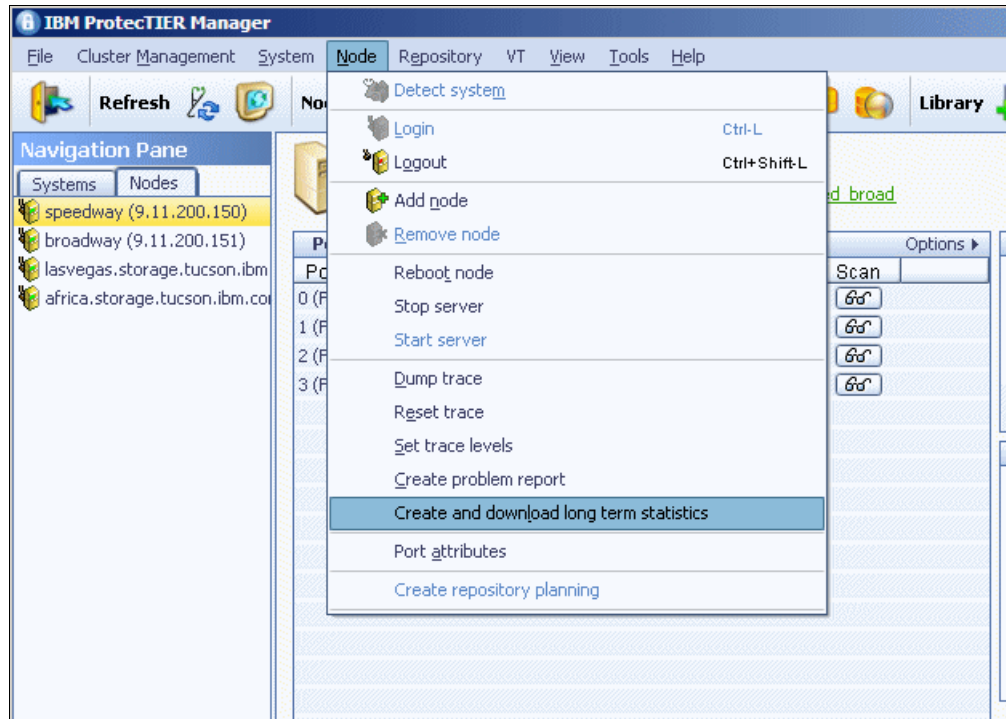 IBM ProtecTIER Manager
File Cluster Management System Node Repository VT View Tools Help
Refresh Library
Navigation Pane
Systems Nodes
speedway (9.11.200.150)
broadway (9.11.200.151)
lasvegas.storage.tucson.ibm
africa.storage.tucson.ibm.co
Detect system
Login Ctrl-L
Logout Ctrl+Shift-L
Add node
Remove node
Reboot node
Stop server
Start server
Dump trace
Reset trace
Set trace levels
Create problem report
Create and download long term statistics
Port attributes
Create repository planning
ed_broad
Options
Scan
0 (F
1 (F
2 (F
3 (F